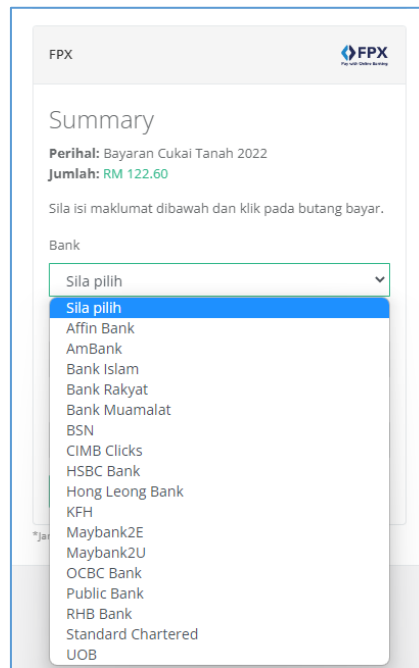 FPX
FPX
Pay with Online Banking
Summary
Perihal: Bayaran Cukai Tanah 2022
Jumlah: RM 122.60
Sila isi maklumat dibawah dan klik pada butang bayar.
Bank
Sila pilih
Sila pilih
Affin Bank
AmBank
Bank Islam
Bank Rakyat
Bank Muamalat
BSN
CIMB Clicks
HSBC Bank
Hong Leong Bank
KFH
Maybank2E
Maybank2U
OCBC Bank
Public Bank
RHB Bank
Standard Chartered
UOB